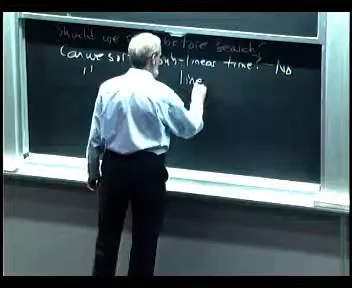 Should we before search?
Can we sort sub-linear time? No
" line